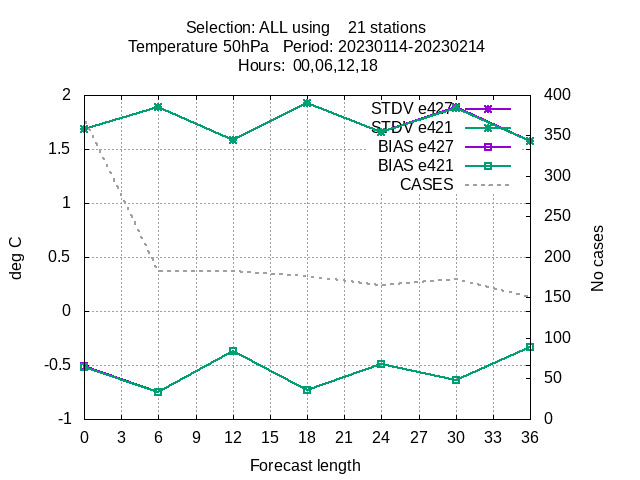 Selection: ALL using 21 stations
Temperature 50hPa Period: 20230114-20230214
Hours: 00,06,12,18
STDV e427
STDV e421
BIAS e427
BIAS e421
CASES
2
1.5
1
0.5
0
-0.5
-1
400
350
300
250
200
150
100
50
0
deg C
No cases
0 3 6 9 12 15 18 21 24 27 30 33 36
Forecast length